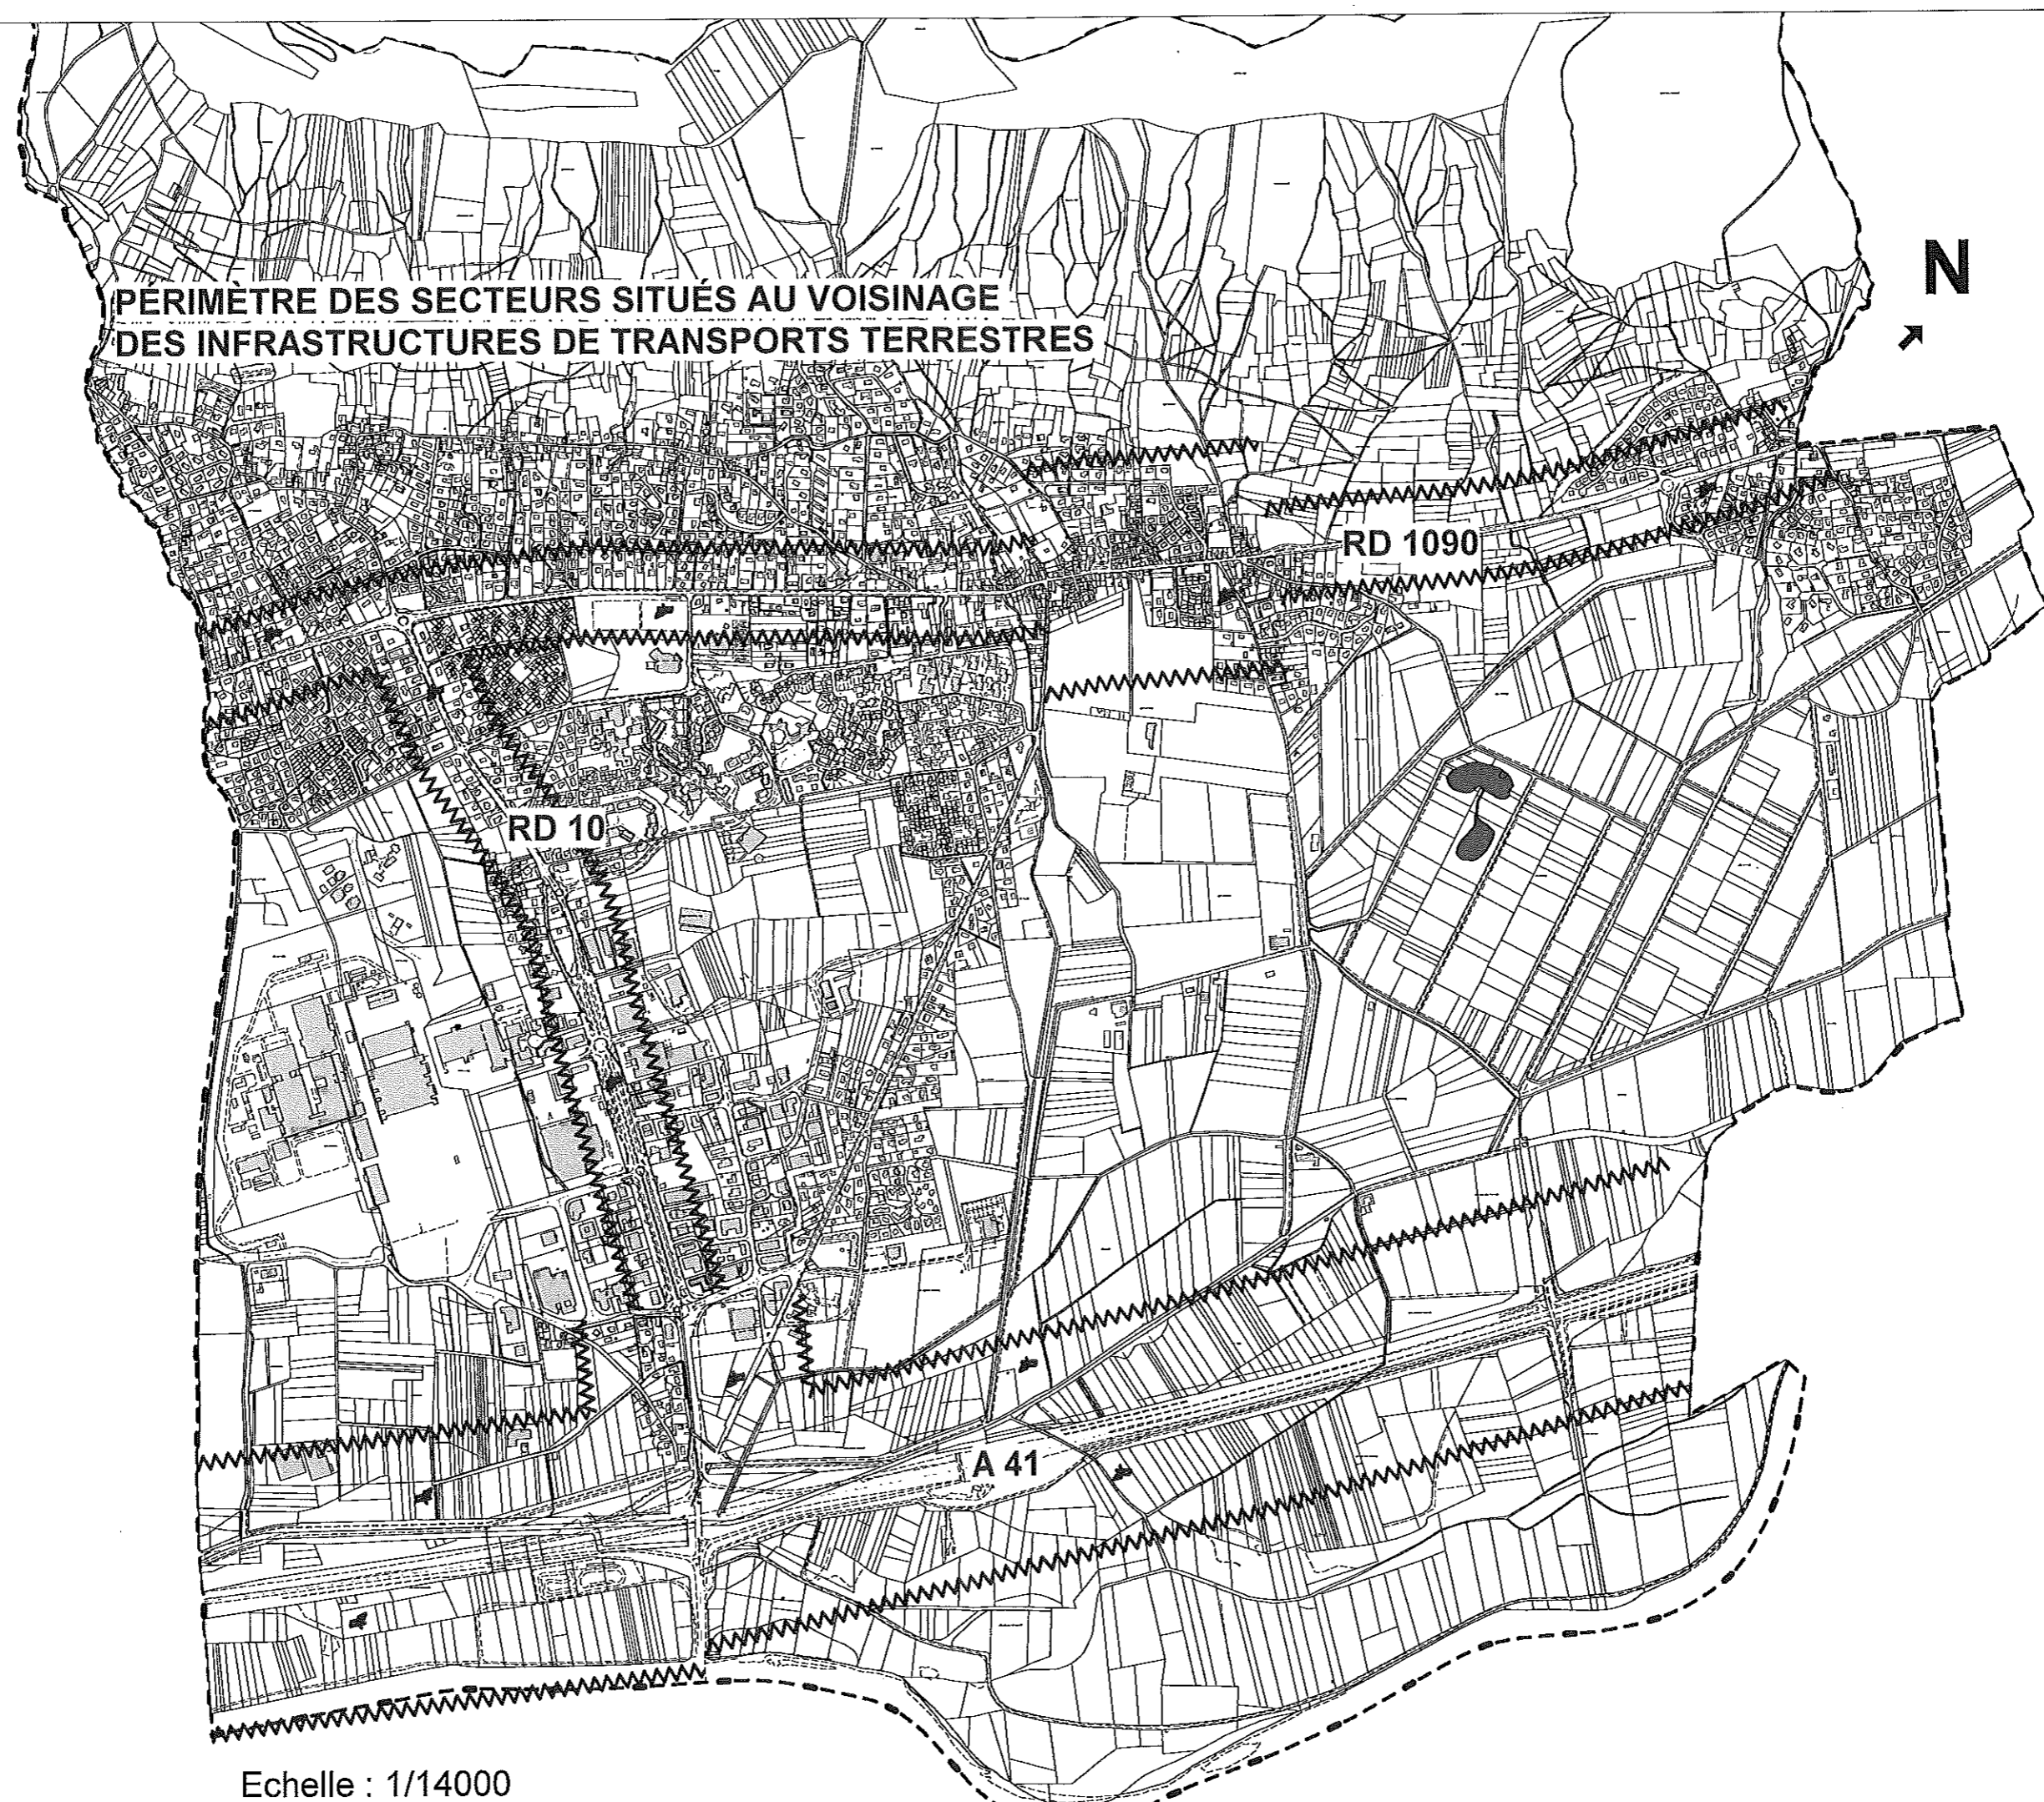 PÉRIMÈTRE DES SECTEURS SITUÉS AU VOISINAGE
DES INFRASTRUCTURES DE TRANSPORTS TERRESTRES
N
RD 1090
RD 10
A 41
Echelle : 1/14000